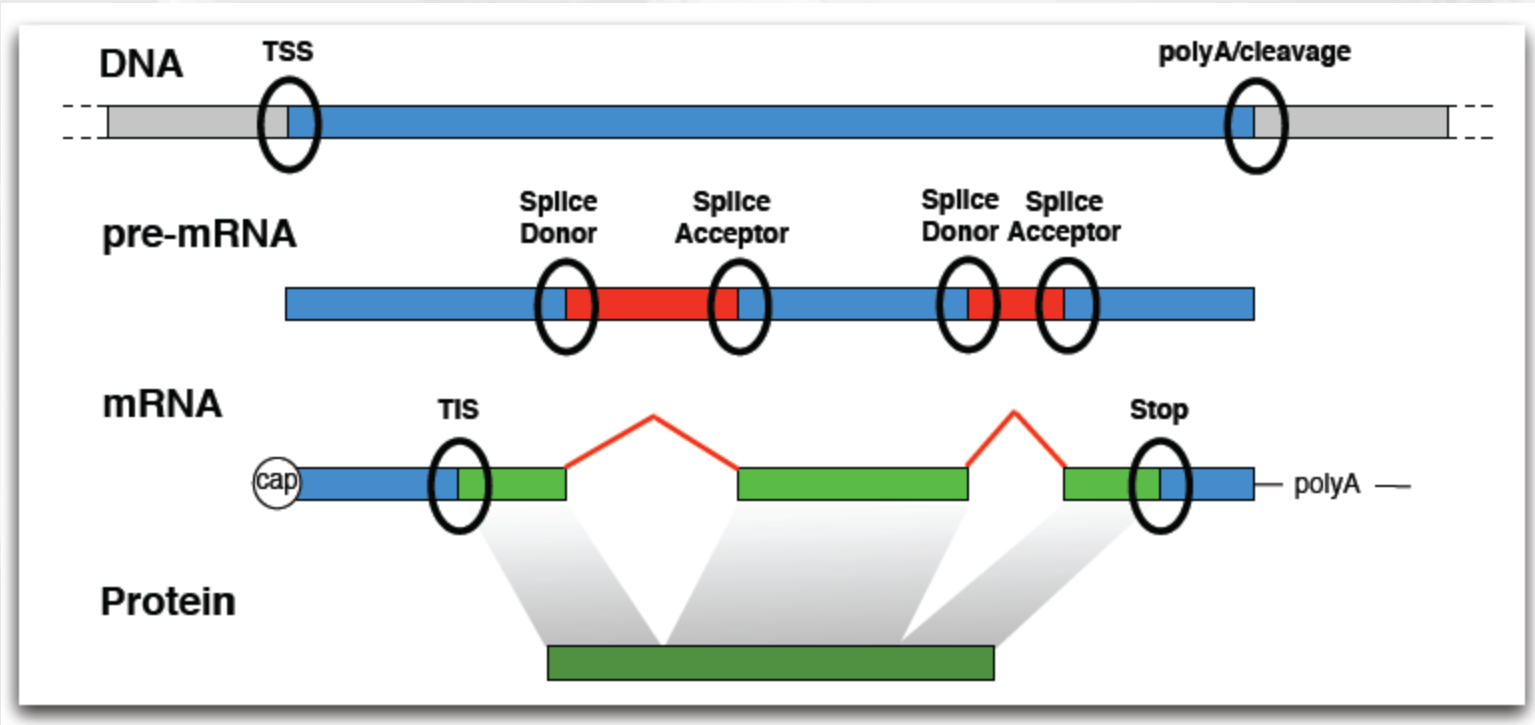 DNA
TSS
polyA/cleavage
pre-mRNA
Splice
Donor
Splice
Acceptor
Splice
Donor
Splice
Acceptor
mRNA
TIS
Stop
cap
polyA
Protein